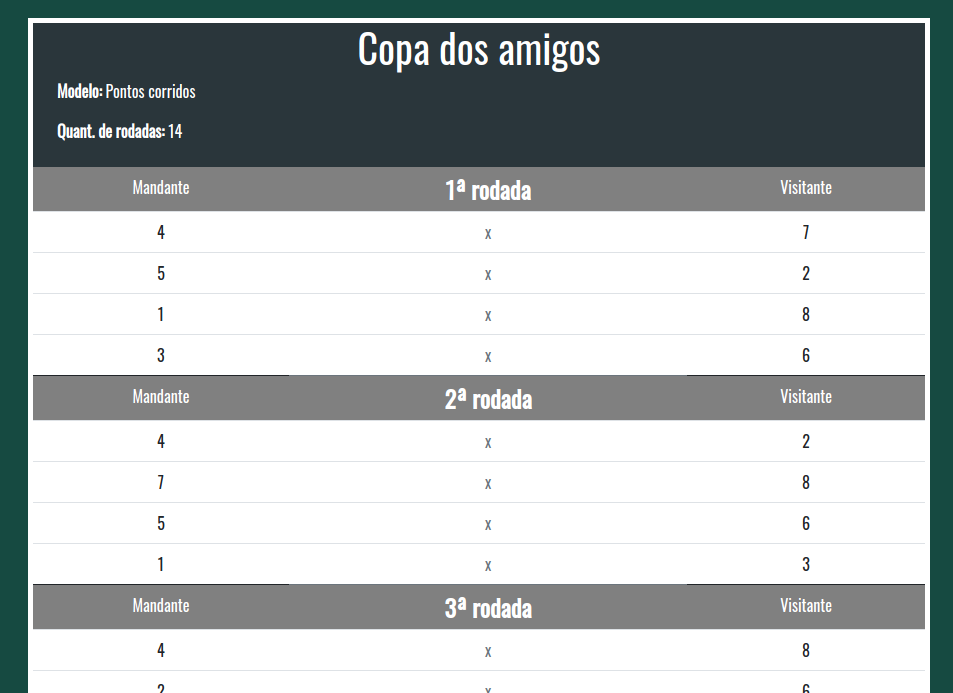 Copa dos amigos
Modelo: Pontos corridos
Quant. de rodadas: 14
Mandante 1ª rodada Visitante
4 x 7
5 x 2
1 x 8
3 x 6
Mandante 2ª rodada Visitante
4 x 2
7 x 8
5 x 6
1 x 3
Mandante 3ª rodada Visitante
4 x 8
2 x 6